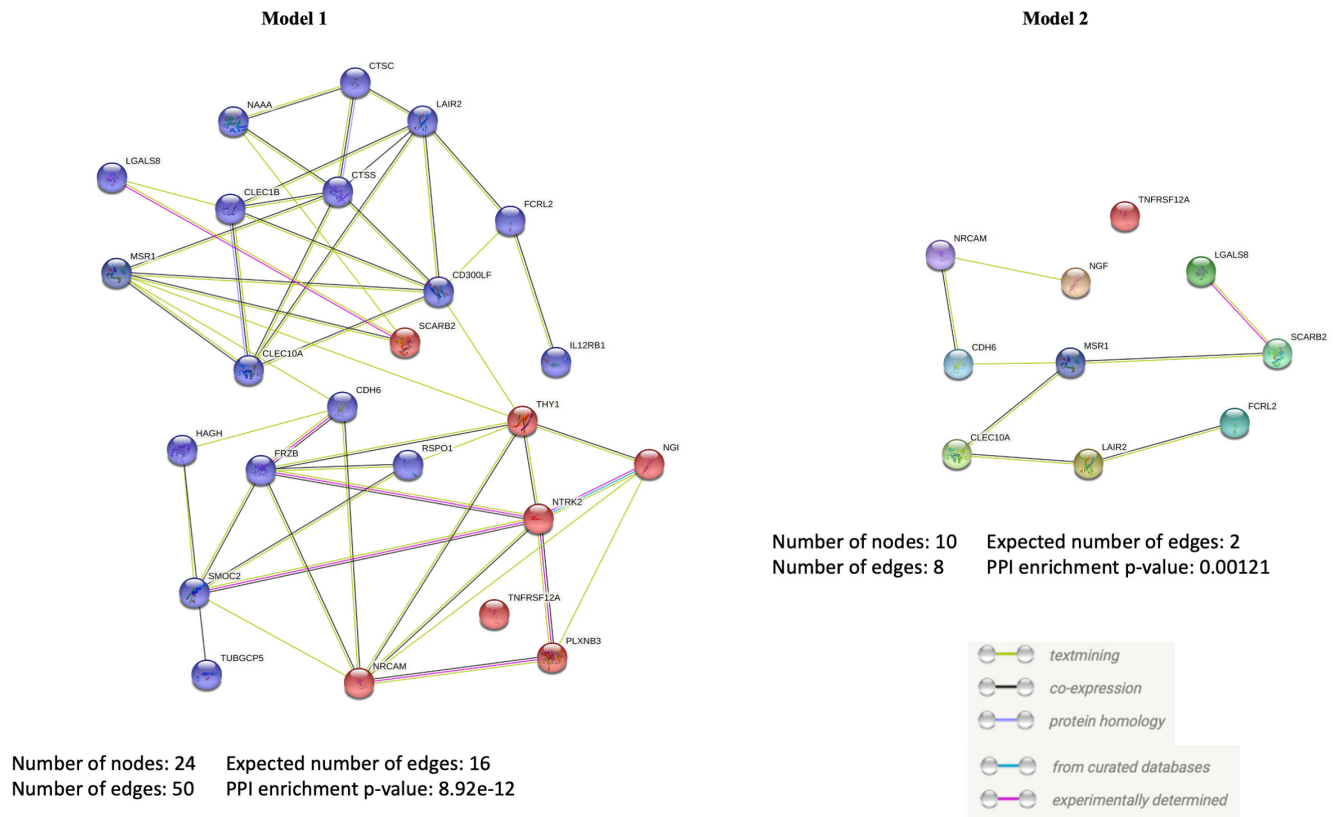 Model 1
Model 2
CTSC
NAAA
LAIR2
LGALS8
CTSS
CLEC1B
FCRL2
MSR1
CD300LF
SCARB2
IL12RB1
CLEC10A
CDH6
THY1
HAGH
FRZB
RSPO1
NGI
NTRK2
SMOC2
TNFRSF12A
PLXNB3
TUBGCP5
NRCAM
Number of nodes: 24 Expected number of edges: 16
Number of edges: 50 PPI enrichment p-value: 8.92e-12
TNFRSF12A
NRCAM
NGF
LGALS8
CDH6
MSR1
SCARB2
FCRL2
CLEC10A
LAIR2
Number of nodes: 10 Expected number of edges: 2
Number of edges: 8 PPI enrichment p-value: 0.00121
textmining
co-expression
protein homology
from curated databases
experimentally determined